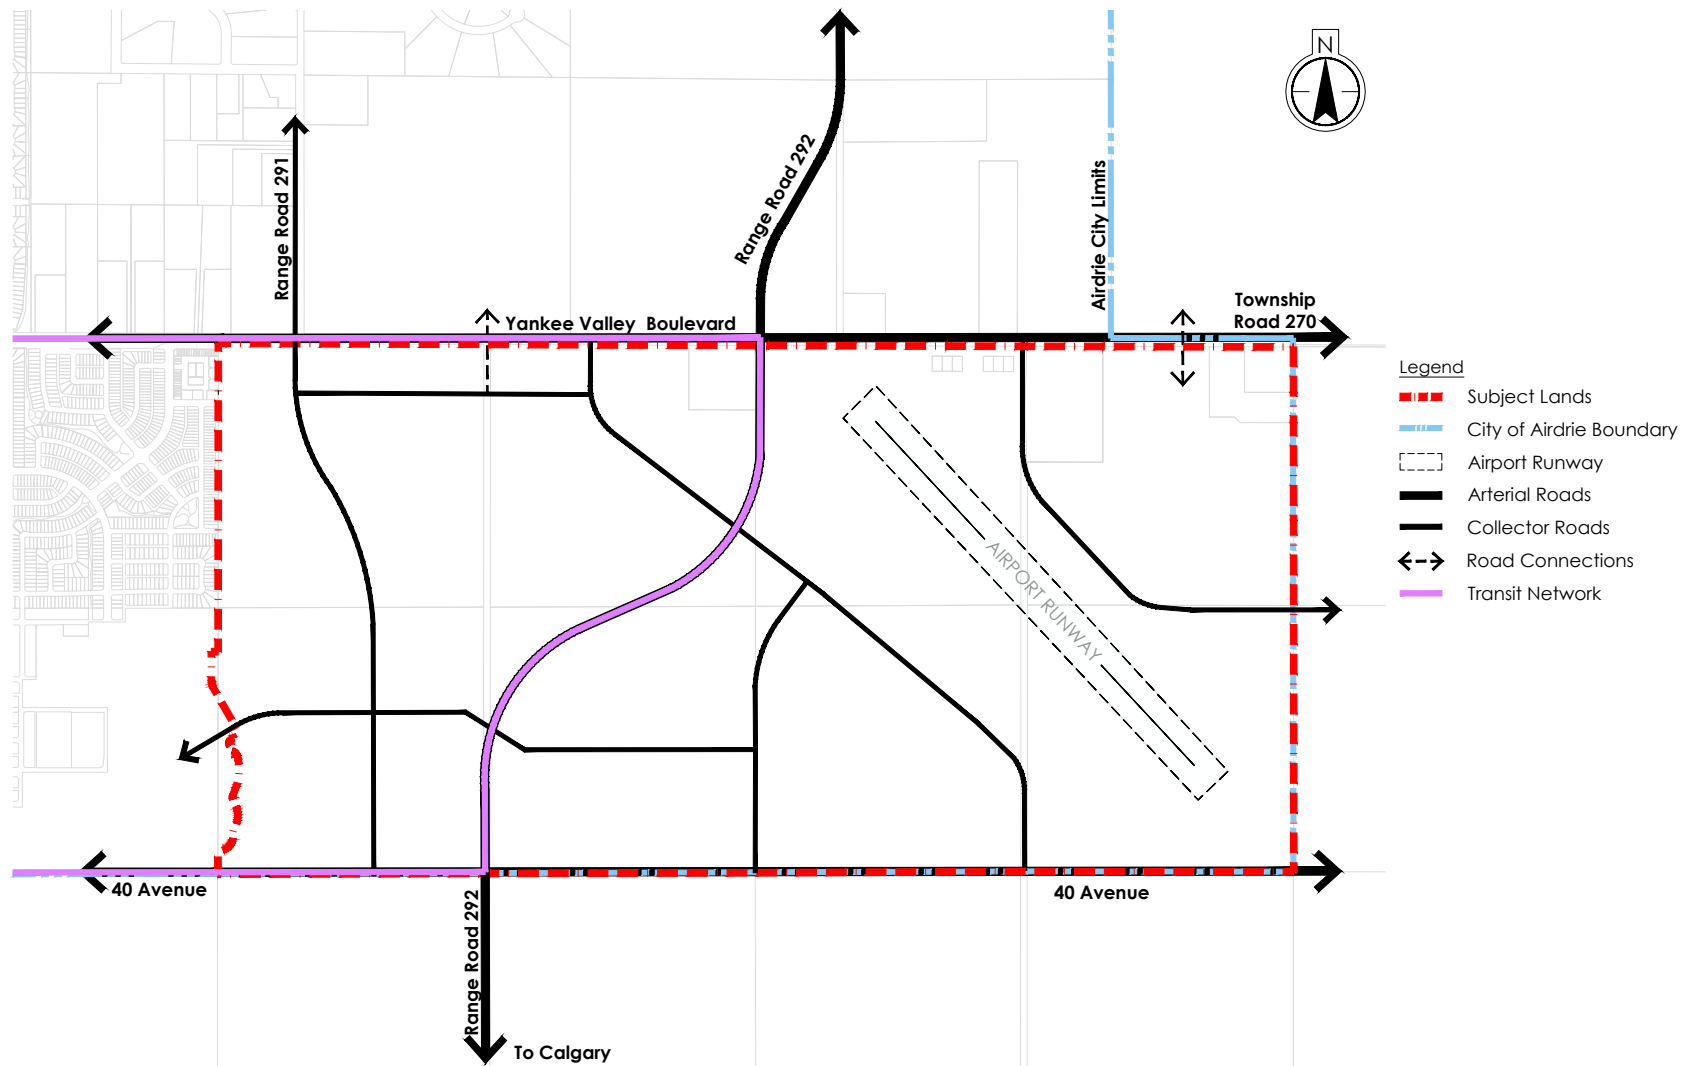 N
Range Road 291
Range Road 292
Airdrie City Limits
Yankee Valley Boulevard
Township
Road 270
Legend
Subject Lands
City of Airdrie Boundary
Airport Runway
Arterial Roads
Collector Roads
Road Connections
Transit Network
AIRPORT RUNWAY
40 Avenue
40 Avenue
Range Road 292
To Calgary